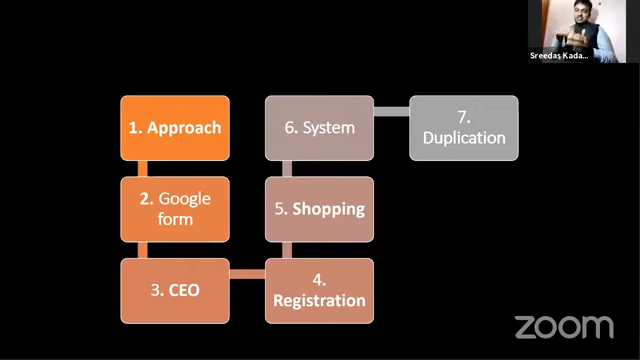 Sreedas Kada...
1. Approach
2. Google
form
3. CEO
4.
Registration
5. Shopping
6. System
7.
Duplication
zoom